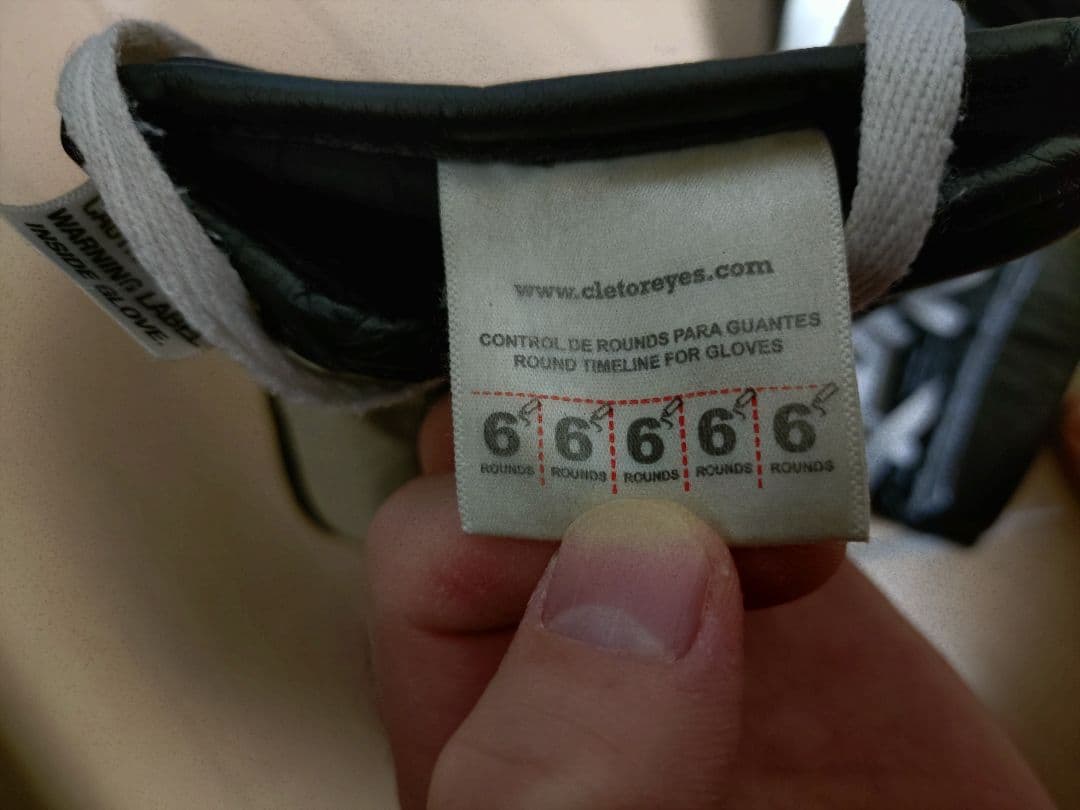 CAUTION
WARNING LABEL
INSIDE GLOVE.
www.cletoreyes.com
CONTROL DE ROUNDS PARA GUANTES
ROUND TIMELINE FOR GLOVES
6 6 6 6 6
ROUNDS ROUNDS ROUNDS ROUNDS ROUNDS